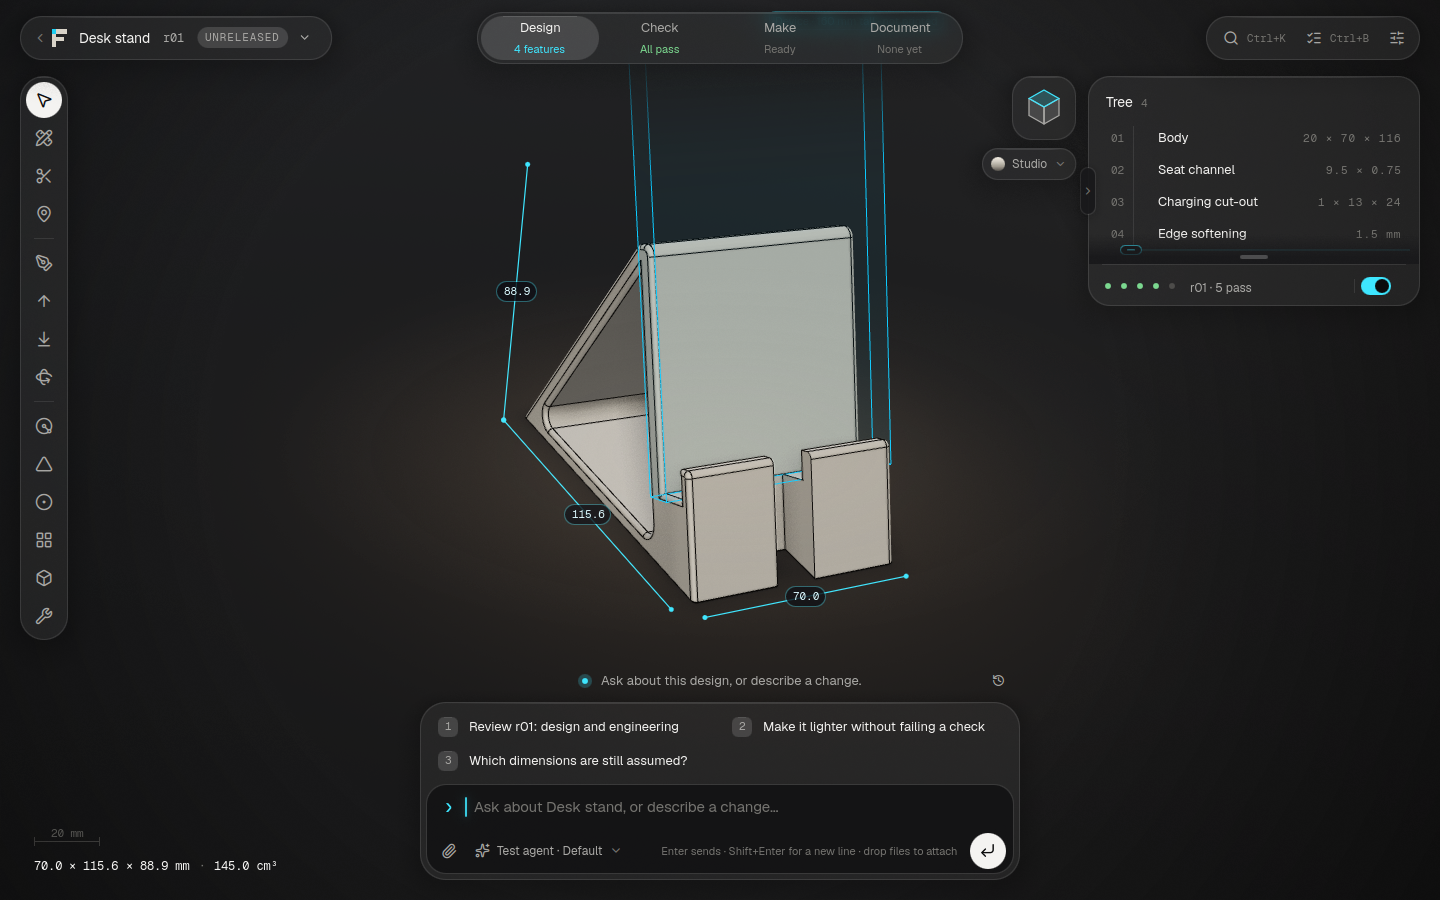 Desk stand r01 UNRELEASED
Design
4 features
Check
All pass
Make
Ready
Document
None yet
Ctrl+K Ctrl+B
Tree 4
01 Body 20 × 70 × 116
02 Seat channel 9.5 × 0.75
03 Charging cut-out 1 × 13 × 24
04 Edge softening 1.5 mm
r01 · 5 pass
Studio
88.9
115.6
70.0
Ask about this design, or describe a change.
1 Review r01: design and engineering
2 Make it lighter without failing a check
3 Which dimensions are still assumed?
Ask about Desk stand, or describe a change...
Test agent · Default
Enter sends · Shift+Enter for a new line · drop files to attach
20 mm
70.0 × 115.6 × 88.9 mm · 145.0 cm³